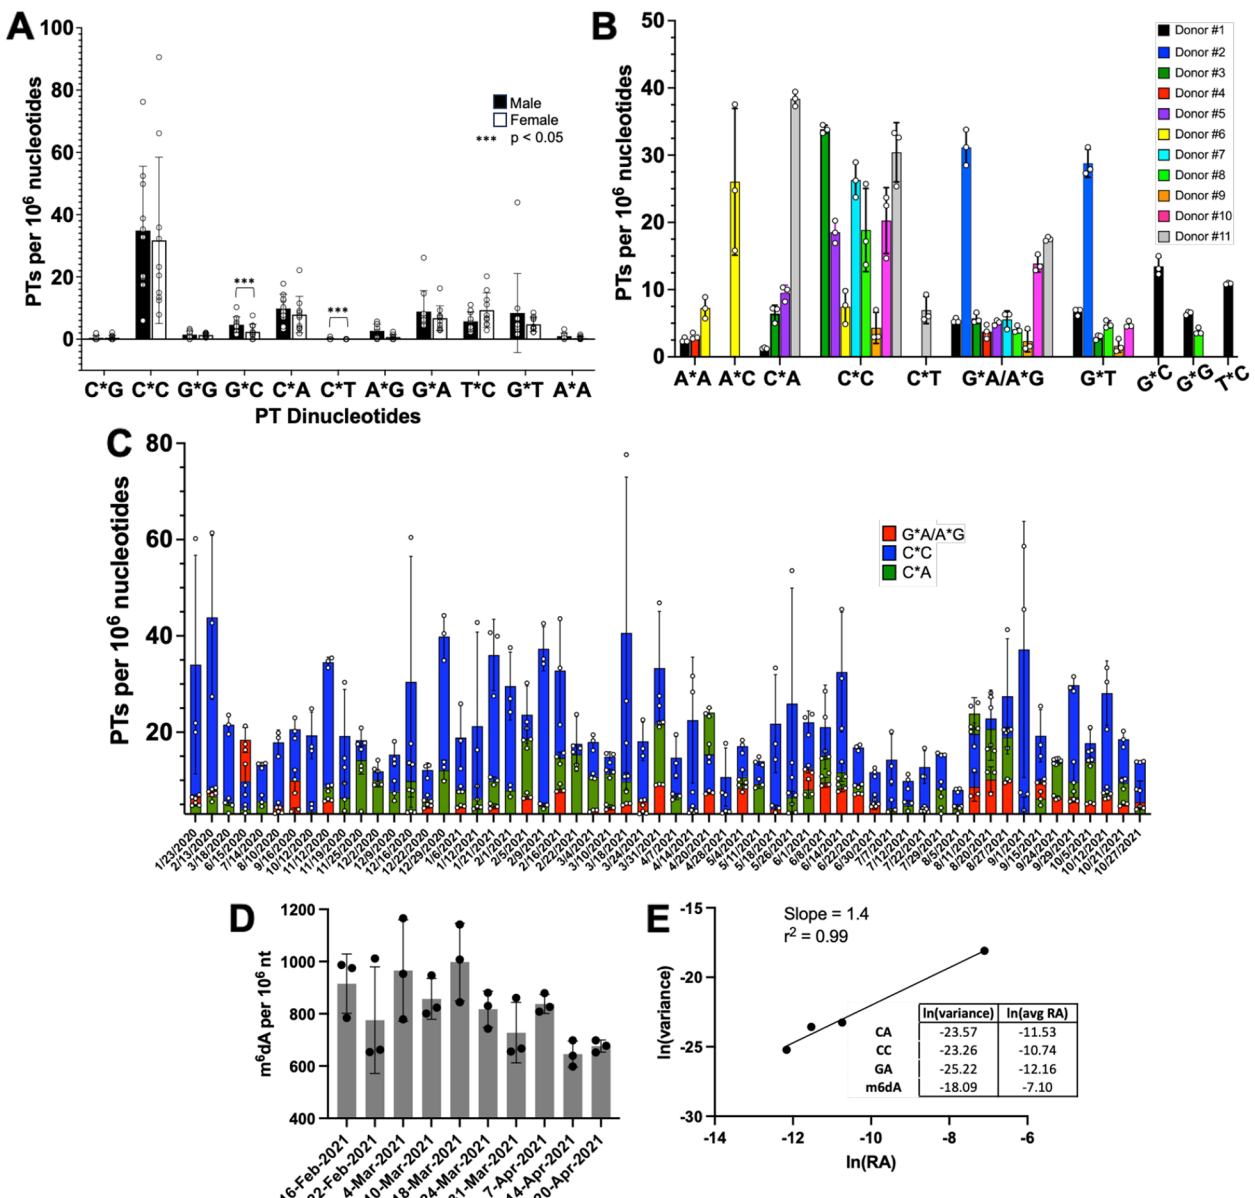 A
PTs per 10⁶ nucleotides
100
80
60
40
20
0
Male
Female
*** p < 0.05
***
***
C*G C*C G*G G*C C*A C*T A*G G*A T*C G*T A*A
PT Dinucleotides
B
PTs per 10⁶ nucleotides
50
40
30
20
10
0
Donor #1
Donor #2
Donor #3
Donor #4
Donor #5
Donor #6
Donor #7
Donor #8
Donor #9
Donor #10
Donor #11
A*A A*C C*A C*C C*T G*A/A*G G*T G*C G*G T*C
C
PTs per 10⁶ nucleotides
80
60
40
20
G*A/A*G
C*C
C*A
1/23/2020
2/13/2020
3/18/2020
6/15/2020
7/14/2020
8/19/2020
9/16/2020
10/12/2020
11/12/2020
11/19/2020
11/25/2020
12/2/2020
12/9/2020
12/16/2020
12/22/2020
12/29/2020
1/6/2021
1/12/2021
1/21/2021
2/1/2021
2/5/2021
2/9/2021
2/16/2021
2/22/2021
3/4/2021
3/10/2021
3/18/2021
3/24/2021
3/31/2021
4/7/2021
4/14/2021
4/20/2021
4/28/2021
5/4/2021
5/11/2021
5/18/2021
5/26/2021
6/1/2021
6/8/2021
6/14/2021
6/22/2021
6/30/2021
7/7/2021
7/12/2021
7/22/2021
7/29/2021
8/5/2021
8/11/2021
8/20/2021
8/27/2021
9/1/2021
9/15/2021
9/24/2021
9/29/2021
10/5/2021
10/12/2021
10/21/2021
10/27/2021
D
m⁶dA per 10⁶ nt
1200
1000
800
600
400
16-Feb-2021
22-Feb-2021
4-Mar-2021
10-Mar-2021
18-Mar-2021
24-Mar-2021
31-Mar-2021
7-Apr-2021
14-Apr-2021
20-Apr-2021
E
Slope = 1.4
r² = 0.99
ln(variance)
-15
-20
-25
-30
ln(variance) ln(avg RA)
CA -23.57 -11.53
CC -23.26 -10.74
GA -25.22 -12.16
m6dA -18.09 -7.10
-14 -12 -10 -8 -6
ln(RA)